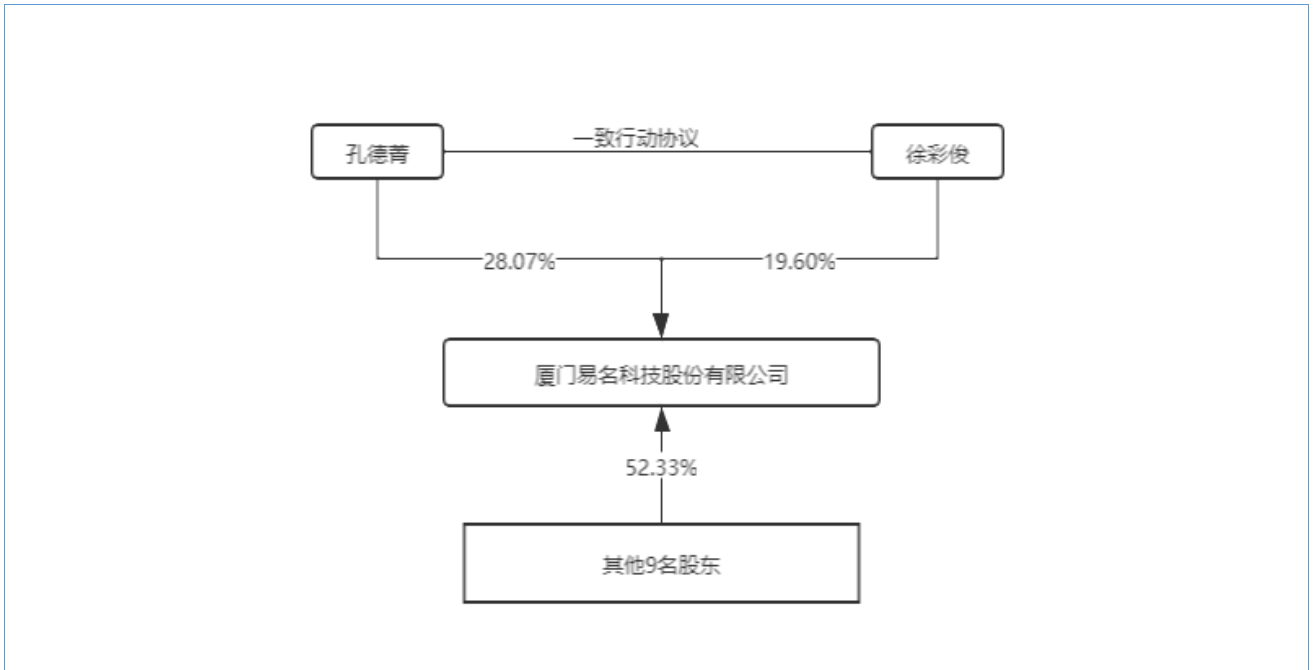 一致行动协议
孔德菁
徐彩俊
28.07%
19.60%
厦门易名科技股份有限公司
52.33%
其他9名股东